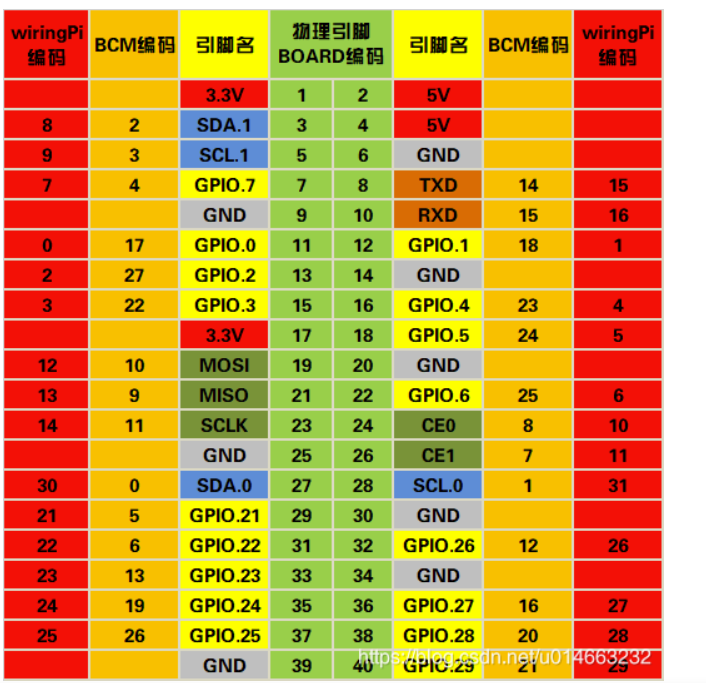 wiringPi编码 BCM编码 引脚名 物理引脚BOARD编码 引脚名 BCM编码 wiringPi编码
3.3V 1 2 5V
8 2 SDA.1 3 4 5V
9 3 SCL.1 5 6 GND
7 4 GPIO.7 7 8 TXD 14 15
GND 9 10 RXD 15 16
0 17 GPIO.0 11 12 GPIO.1 18 1
2 27 GPIO.2 13 14 GND
3 22 GPIO.3 15 16 GPIO.4 23 4
3.3V 17 18 GPIO.5 24 5
12 10 MOSI 19 20 GND
13 9 MISO 21 22 GPIO.6 25 6
14 11 SCLK 23 24 CE0 8 10
GND 25 26 CE1 7 11
30 0 SDA.0 27 28 SCL.0 1 31
21 5 GPIO.21 29 30 GND
22 6 GPIO.22 31 32 GPIO.26 12 26
23 13 GPIO.23 33 34 GND
24 19 GPIO.24 35 36 GPIO.27 16 27
25 26 GPIO.25 37 38 GPIO.28 20 28
GND 39 40 GPIO.29 21 29
https://blog.csdn.net/u014663232